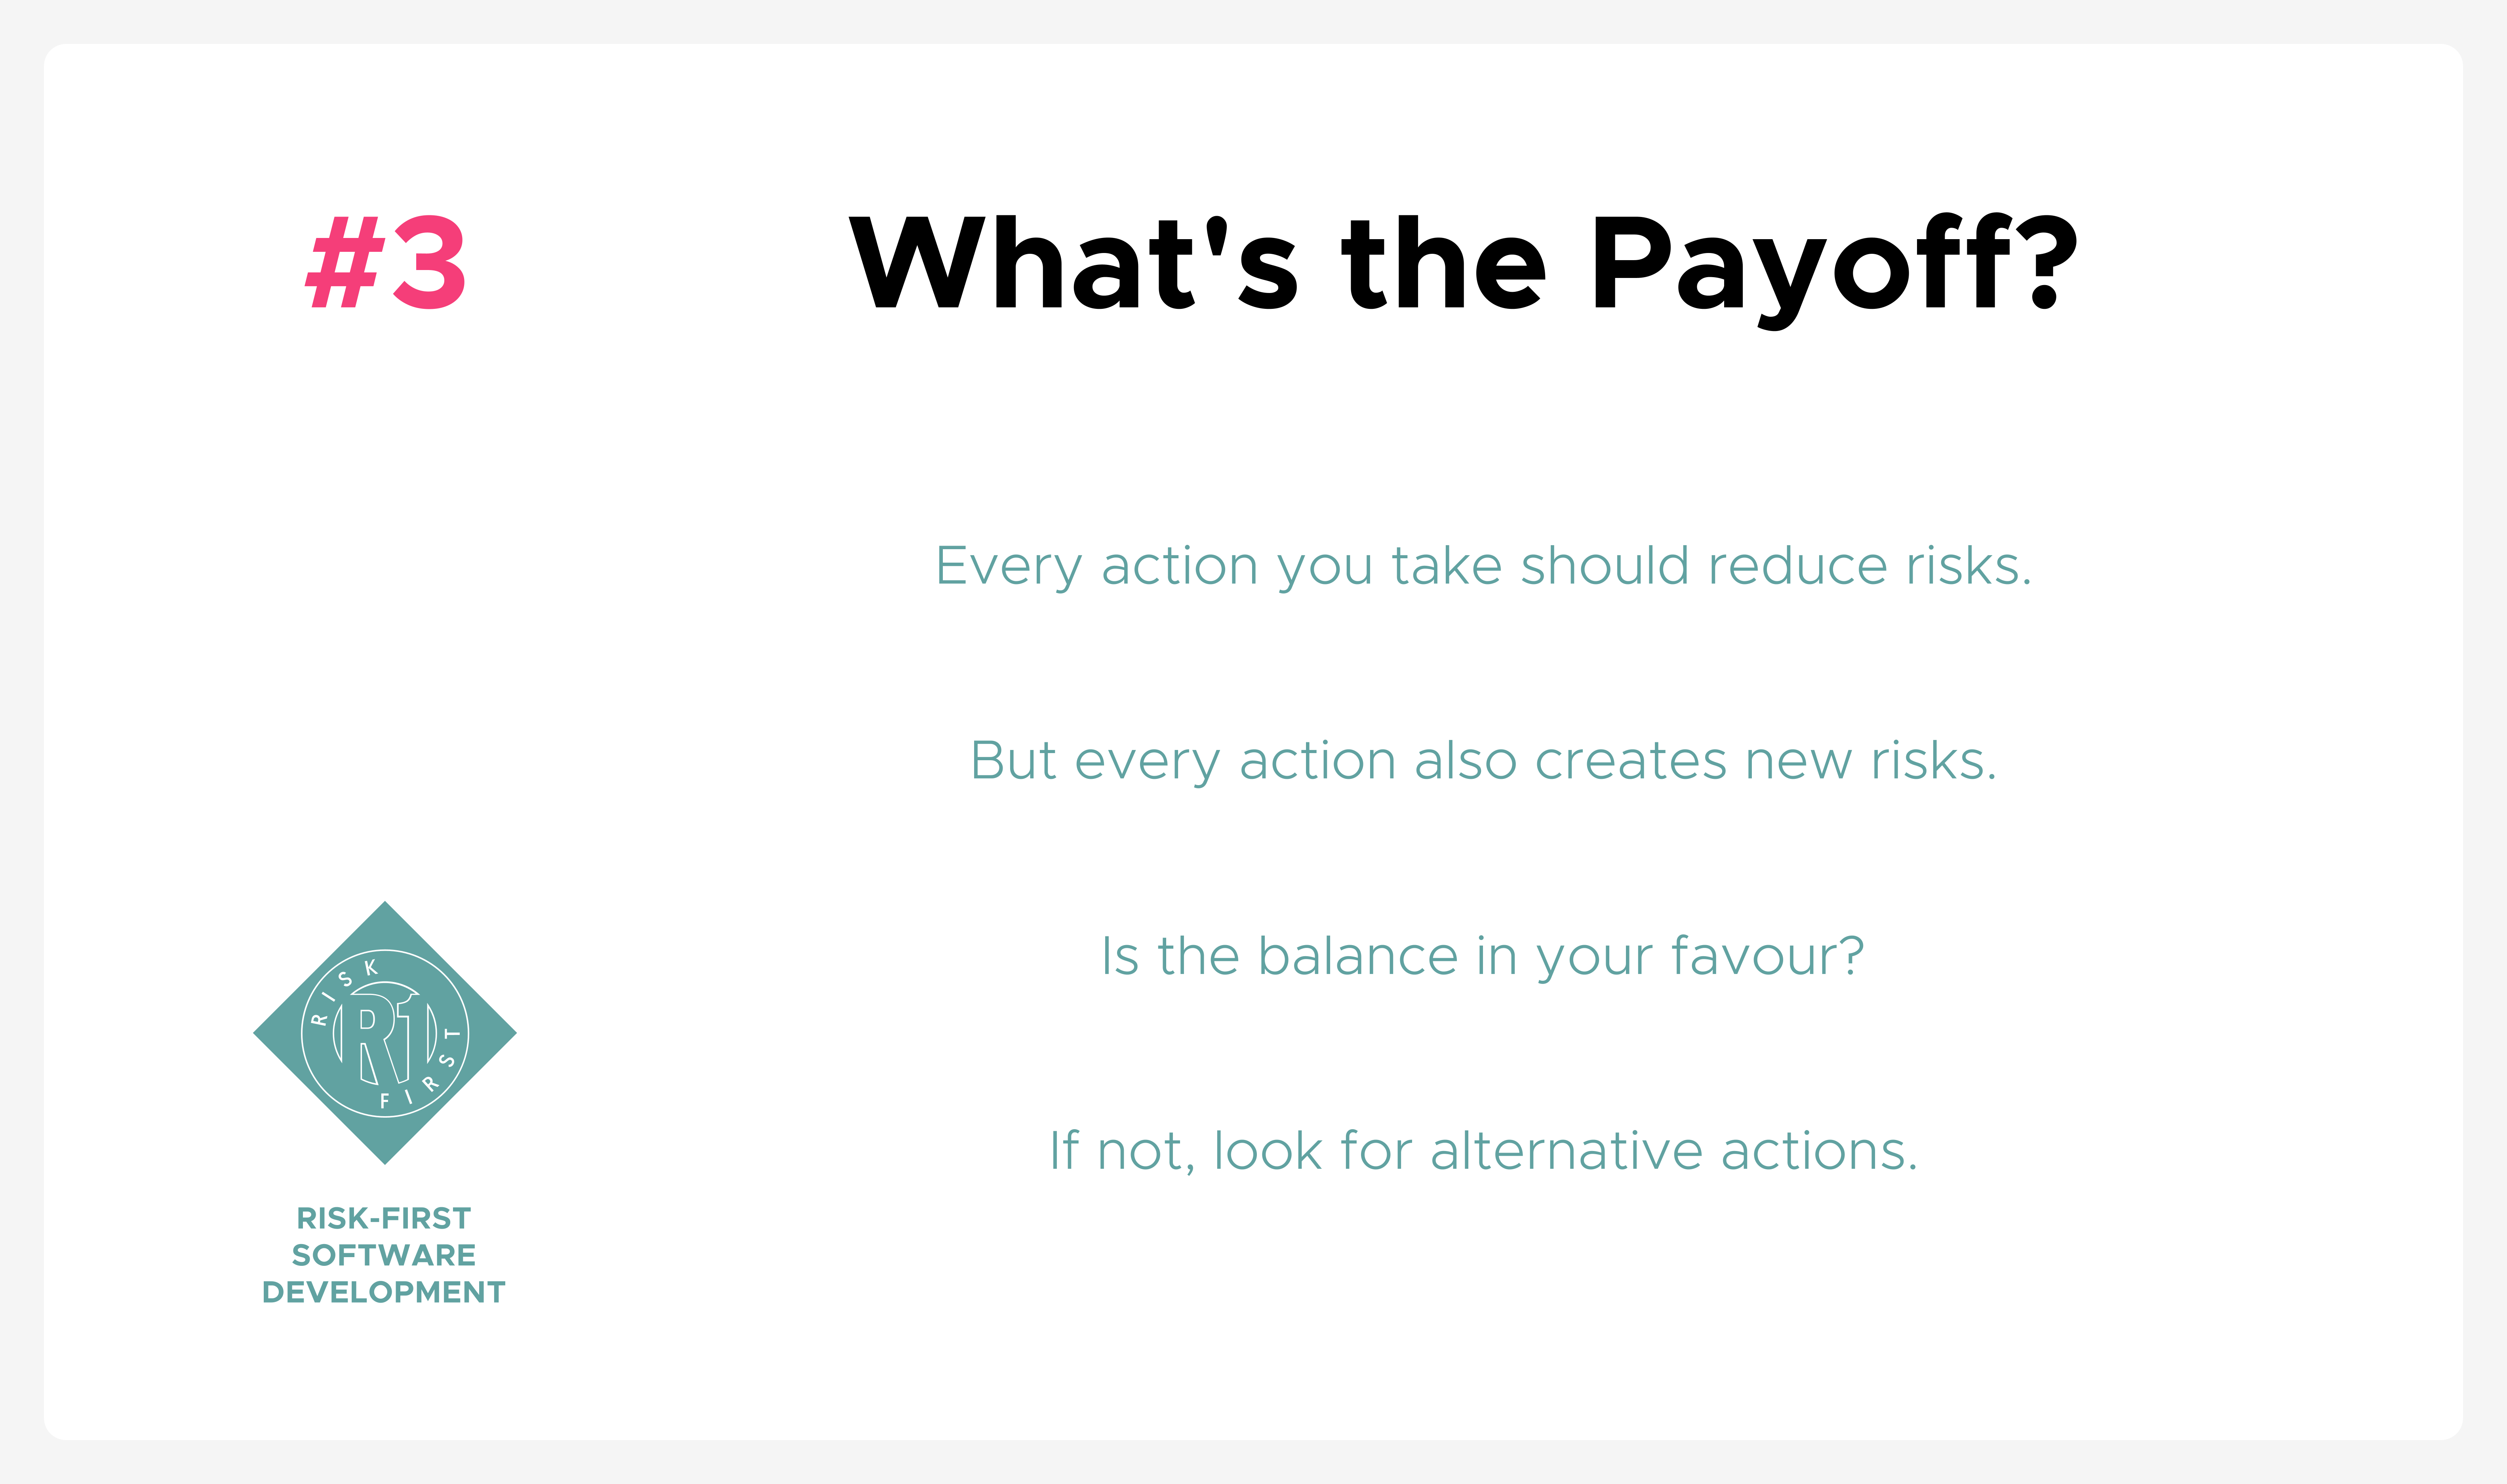 #3
What's the Payoff?
Every action you take should reduce risks.
But every action also creates new risks.
Is the balance in your favour?
If not, look for alternative actions.
RISK
R1
FIRST
RISK-FIRST
SOFTWARE
DEVELOPMENT